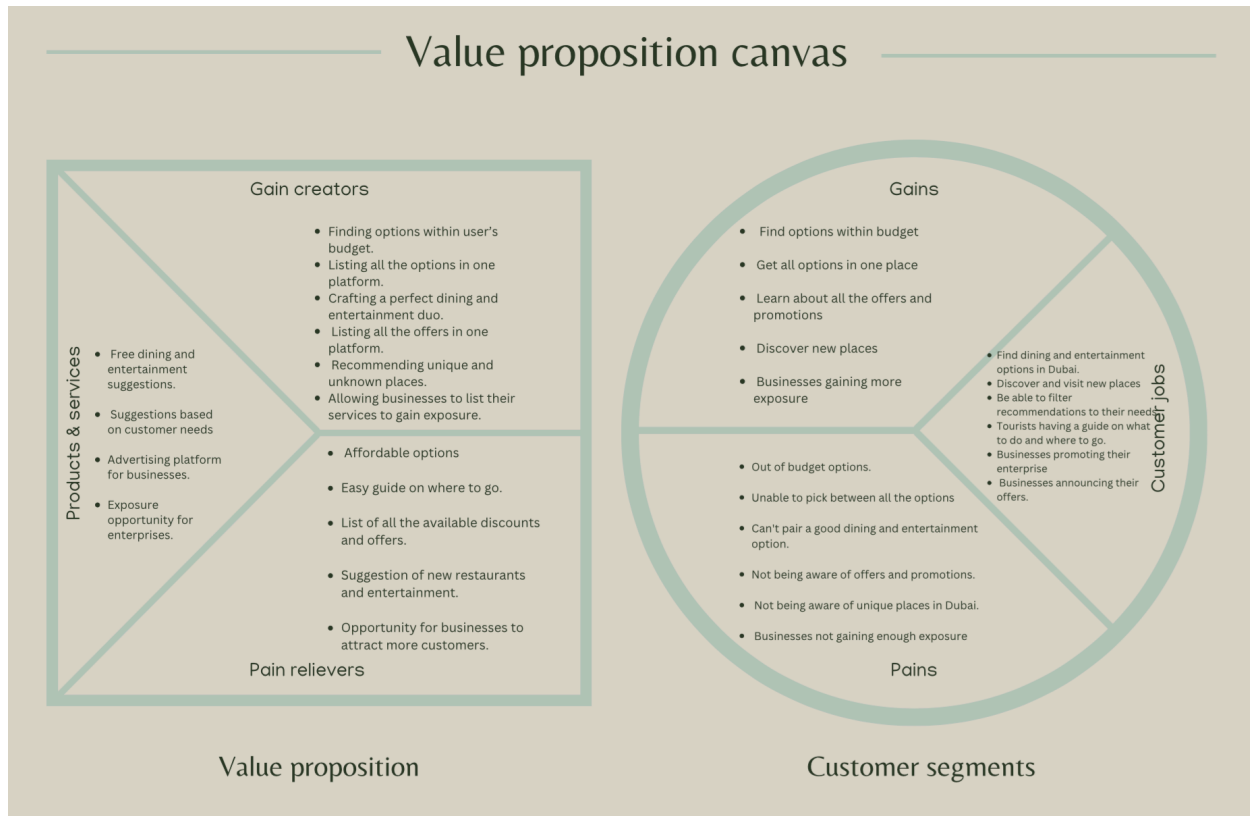 Value proposition canvas
Gain creators
Finding options within user's
budget.
Listing all the options in one
platform.
Crafting a perfect dining and
entertainment duo.
Listing all the offers in one
platform.
Recommending unique and
unknown places.
Allowing businesses to list their
services to gain exposure.
Products & services
Free dining and
entertainment
suggestions.
Suggestions based
on customer needs
Advertising platform
for businesses.
Exposure
opportunity for
enterprises.
Affordable options
Easy guide on where to go.
List of all the available discounts
and offers.
Suggestion of new restaurants
and entertainment.
Opportunity for businesses to
attract more customers.
Pain relievers
Value proposition
Gains
Find options within budget
Get all options in one place
Learn about all the offers and
promotions
Discover new places
Businesses gaining more
exposure
Find dining and entertainment
options in Dubai.
Discover and visit new places
Be able to filter
recommendations to their needs
Tourists having a guide on what
to do and where to go.
Businesses promoting their
enterprise
Businesses announcing their
offers.
Customer jobs
Out of budget options.
Unable to pick between all the options
Can't pair a good dining and entertainment
option.
Not being aware of offers and promotions.
Not being aware of unique places in Dubai.
Businesses not gaining enough exposure
Pains
Customer segments